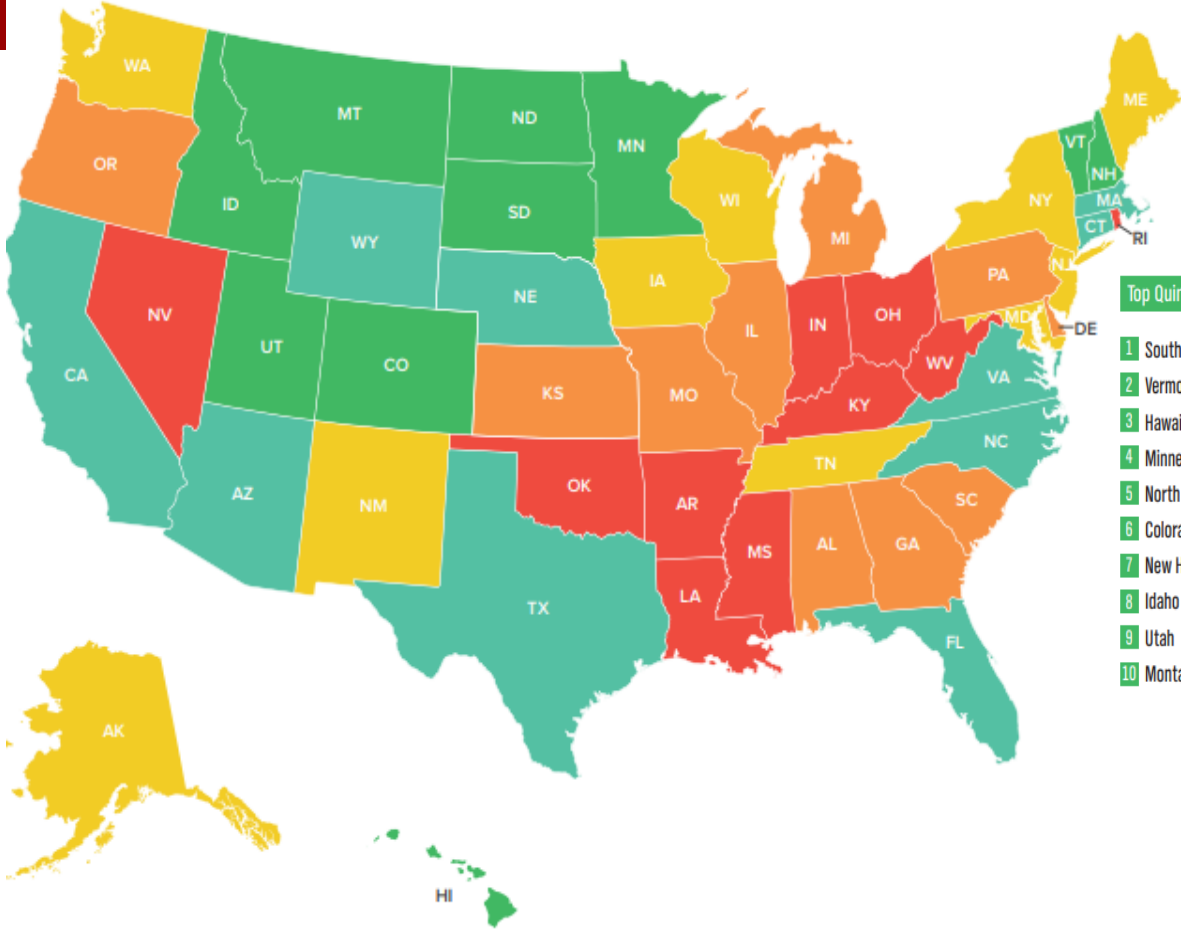 WA
MT
ND
MN
ME
VT
NH
OR
ID
SD
WI
NY
MA
WY
MI
CT
RI
NE
IA
PA
NJ
NV
UT
CO
IL
IN
OH
MD
DE
CA
KS
MO
WV
VA
KY
NC
AZ
NM
TN
OK
AR
SC
MS
AL
GA
TX
LA
FL
AK
HI
Top Quin
1 South
2 Vermo
3 Hawai
4 Minne
5 North
6 Colora
7 New H
8 Idaho
9 Utah
10 Monta